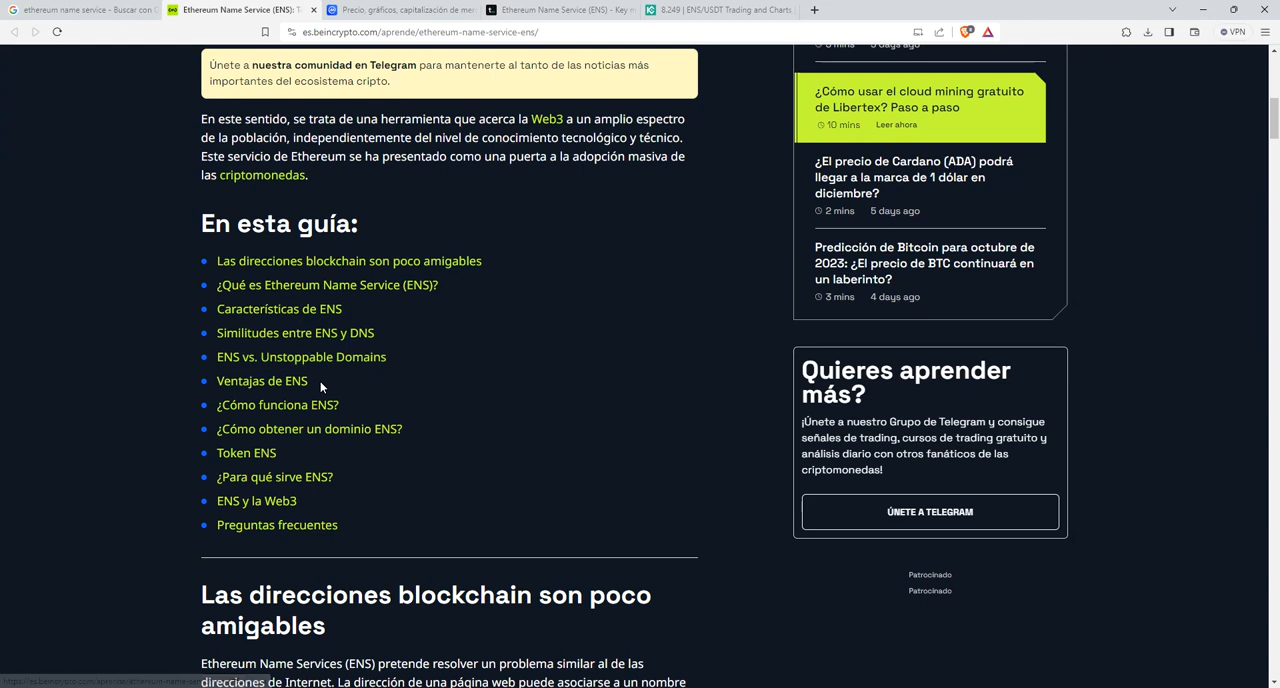 ethereum name service - Buscar con G
Ethereum Name Service (ENS): T
Precio, gráficos, capitalización de mer
Ethereum Name Service (ENS) - Key m
8.249 | ENS/USDT Trading and Charts
es.beincrypto.com/aprende/ethereum-name-service-ens/
VPN
Únete a nuestra comunidad en Telegram para mantenerte al tanto de las noticias más
importantes del ecosistema cripto.
En este sentido, se trata de una herramienta que acerca la Web3 a un amplio espectro
de la población, independientemente del nivel de conocimiento tecnológico y técnico.
Este servicio de Ethereum se ha presentado como una puerta a la adopción masiva de
las criptomonedas.
En esta guía:
Las direcciones blockchain son poco amigables
¿Qué es Ethereum Name Service (ENS)?
Características de ENS
Similitudes entre ENS y DNS
ENS vs. Unstoppable Domains
Ventajas de ENS
¿Cómo funciona ENS?
¿Cómo obtener un dominio ENS?
Token ENS
¿Para qué sirve ENS?
ENS y la Web3
Preguntas frecuentes
Las direcciones blockchain son poco
amigables
Ethereum Name Services (ENS) pretende resolver un problema similar al de las
direcciones de Internet. La dirección de una página web puede asociarse a un nombre
mins 5 days ago
¿Cómo usar el cloud mining gratuito
de Libertex? Paso a paso
10 mins Leer ahora
¿El precio de Cardano (ADA) podrá
llegar a la marca de 1 dólar en
diciembre?
2 mins 5 days ago
Predicción de Bitcoin para octubre de
2023: ¿El precio de BTC continuará en
un laberinto?
3 mins 4 days ago
Quieres aprender
más?
¡Únete a nuestro Grupo de Telegram y consigue
señales de trading, cursos de trading gratuito y
análisis diario con otros fanáticos de las
criptomonedas!
ÚNETE A TELEGRAM
Patrocinado
Patrocinado